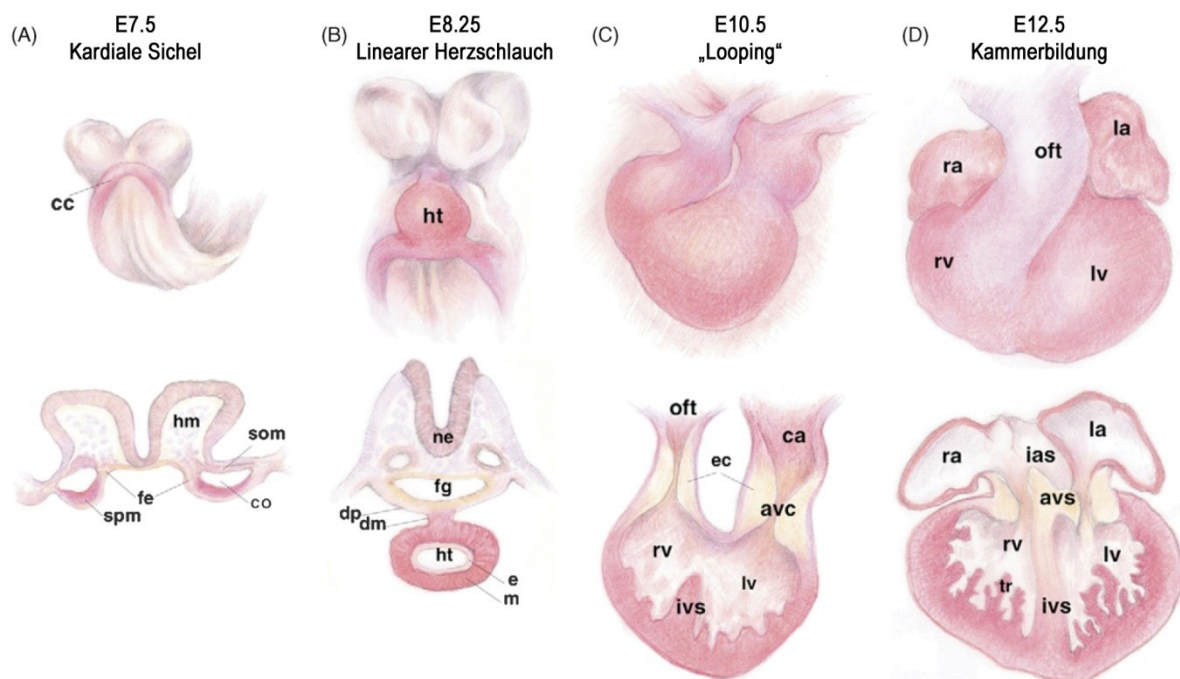 (A) E7.5
Kardiale Sichel
(B) E8.25
Linearer Herzschlauch
(C) E10.5
„Looping“
(D) E12.5
Kammerbildung
cc
ht
ra
oft
la
rv
lv
hm
som
fe
spm
co
ne
fg
dp
dm
ht
e
m
oft
ca
ec
avc
rv
lv
ivs
ra
ias
la
avs
rv
lv
tr
ivs